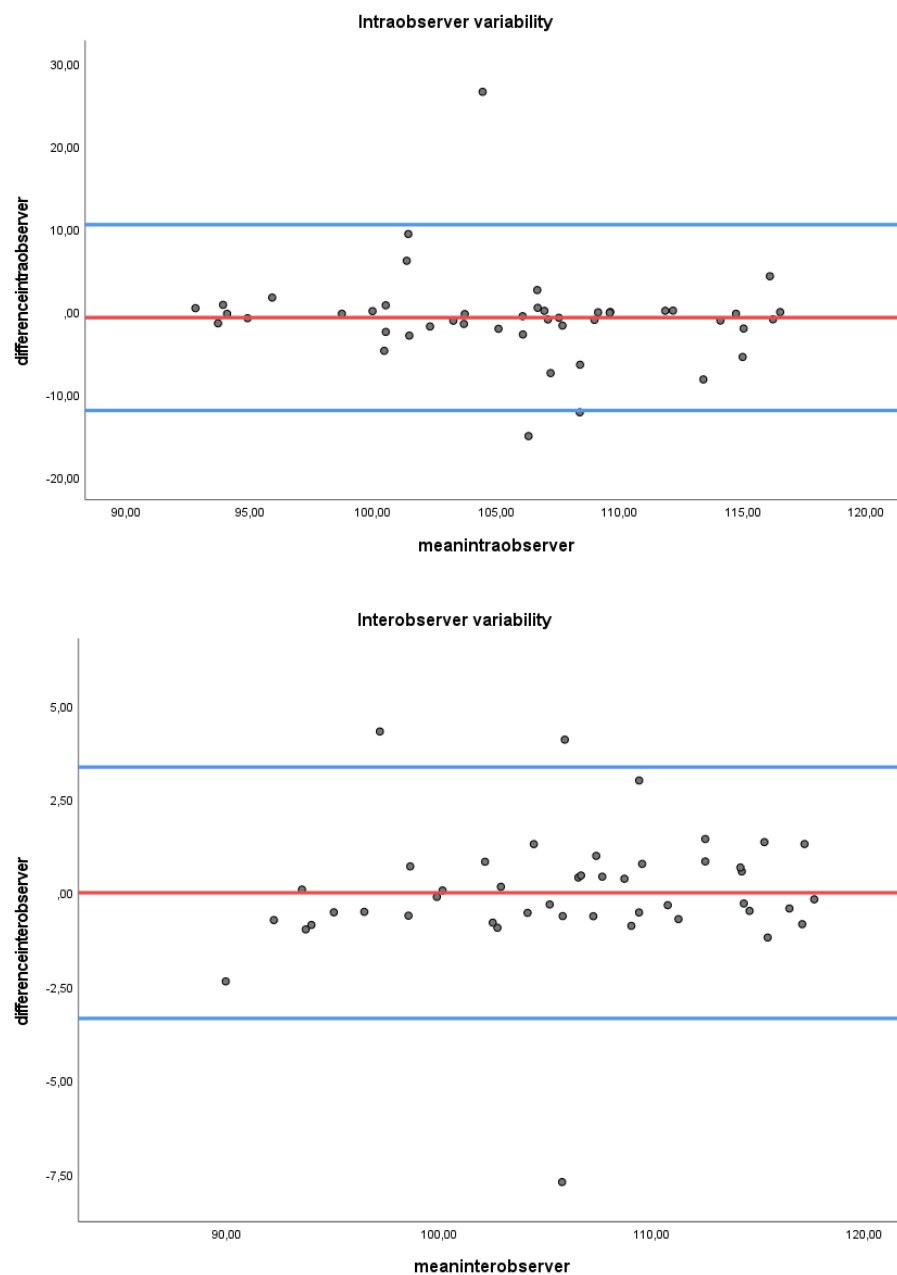 Intraobserver variability
30,00
20,00
10,00
,00
-10,00
-20,00
differenceintraobserver
90,00 95,00 100,00 105,00 110,00 115,00 120,00
meanintraobserver
Interobserver variability
5,00
2,50
,00
-2,50
-5,00
-7,50
differenceinterobserver
90,00 100,00 110,00 120,00
meaninterobserver